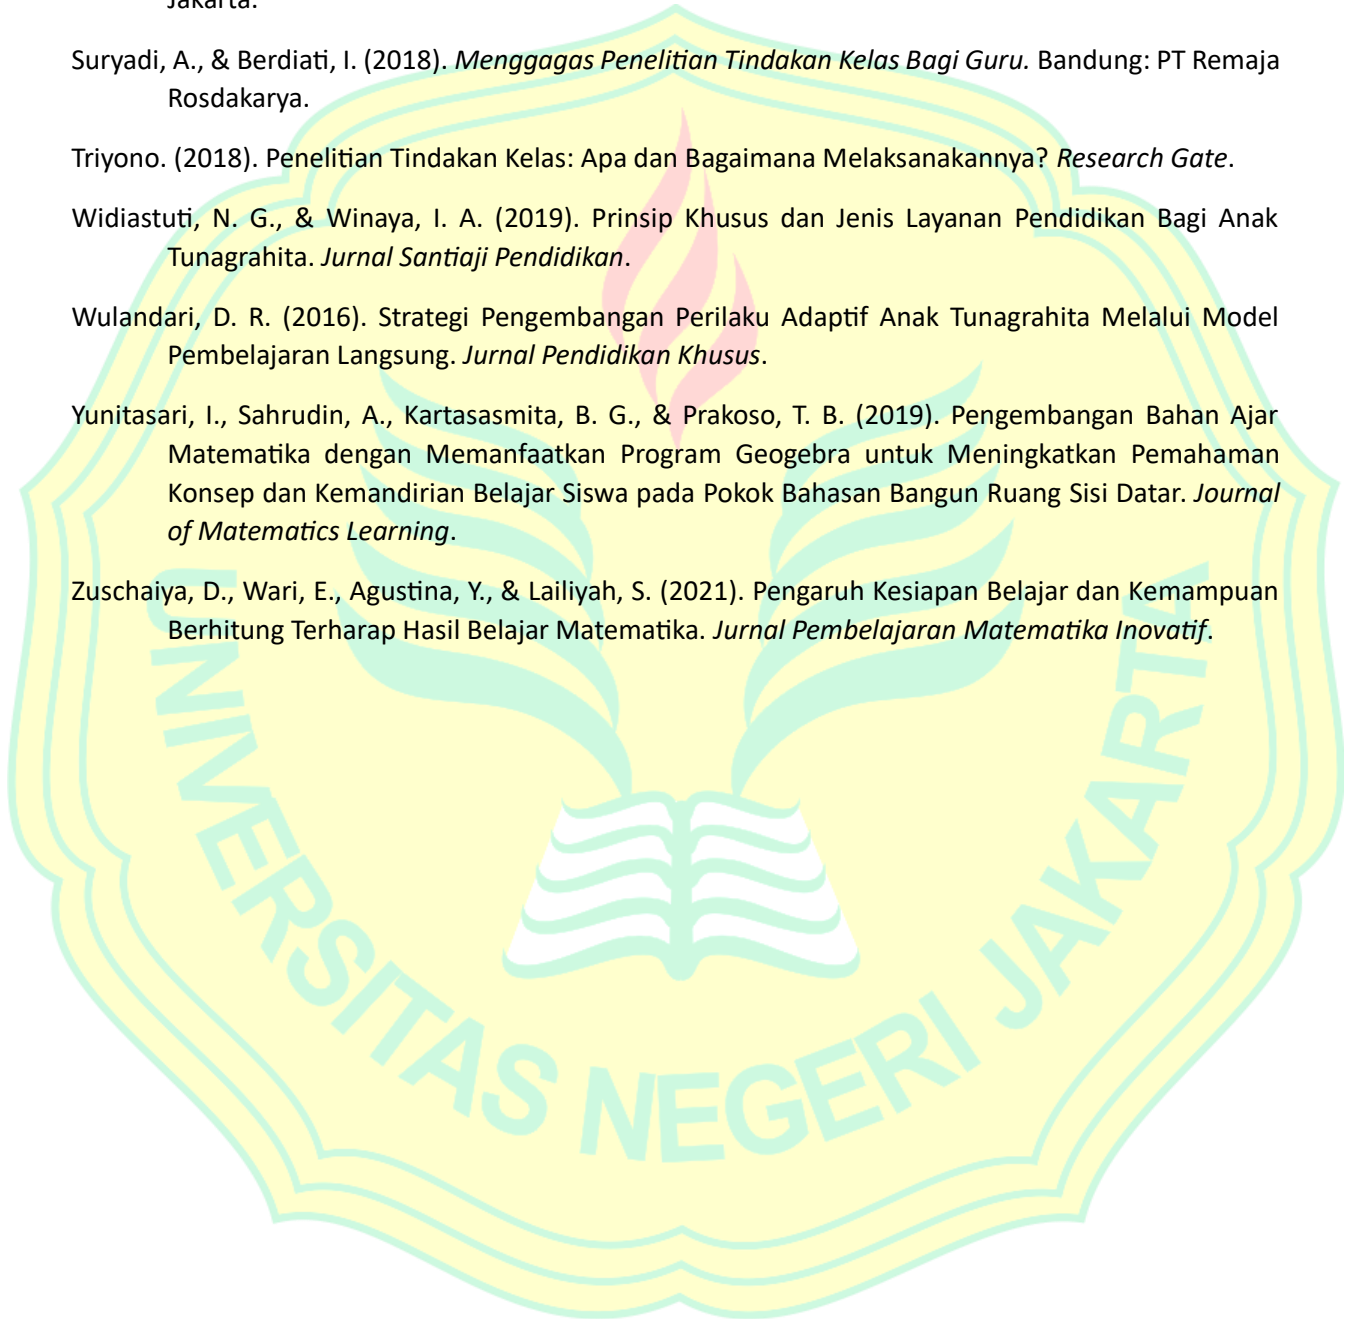 Jakarta.
Suryadi, A., & Berdiati, I. (2018). Menggagas Penelitian Tindakan Kelas Bagi Guru. Bandung: PT Remaja
Rosdakarya.
Triyono. (2018). Penelitian Tindakan Kelas: Apa dan Bagaimana Melaksanakannya? Research Gate.
Widiastuti, N. G., & Winaya, I. A. (2019). Prinsip Khusus dan Jenis Layanan Pendidikan Bagi Anak
Tunagrahita. Jurnal Santiaji Pendidikan.
Wulandari, D. R. (2016). Strategi Pengembangan Perilaku Adaptif Anak Tunagrahita Melalui Model
Pembelajaran Langsung. Jurnal Pendidikan Khusus.
Yunitasari, I., Sahrudin, A., Kartasasmita, B. G., & Prakoso, T. B. (2019). Pengembangan Bahan Ajar
Matematika dengan Memanfaatkan Program Geogebra untuk Meningkatkan Pemahaman
Konsep dan Kemandirian Belajar Siswa pada Pokok Bahasan Bangun Ruang Sisi Datar. Journal
of Matematics Learning.
Zuschaiya, D., Wari, E., Agustina, Y., & Lailiyah, S. (2021). Pengaruh Kesiapan Belajar dan Kemampuan
Berhitung Terharap Hasil Belajar Matematika. Jurnal Pembelajaran Matematika Inovatif.
UNIVERSITAS NEGERI JAKARTA